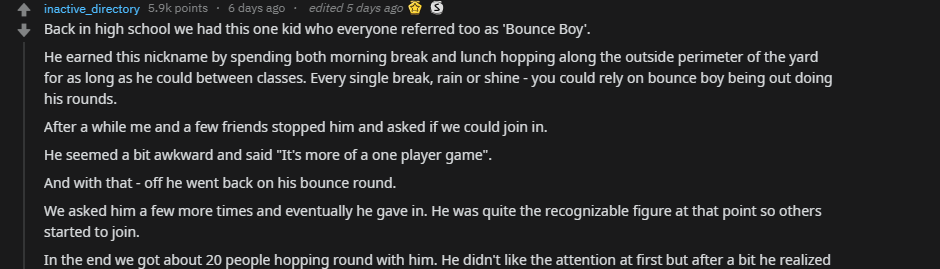 inactive_directory 5.9k points · 6 days ago · edited 5 days ago S
Back in high school we had this one kid who everyone referred too as 'Bounce Boy'.
He earned this nickname by spending both morning break and lunch hopping along the outside perimeter of the yard
for as long as he could between classes. Every single break, rain or shine - you could rely on bounce boy being out doing
his rounds.
After a while me and a few friends stopped him and asked if we could join in.
He seemed a bit awkward and said "It's more of a one player game".
And with that - off he went back on his bounce round.
We asked him a few more times and eventually he gave in. He was quite the recognizable figure at that point so others
started to join.
In the end we got about 20 people hopping round with him. He didn't like the attention at first but after a bit he realized